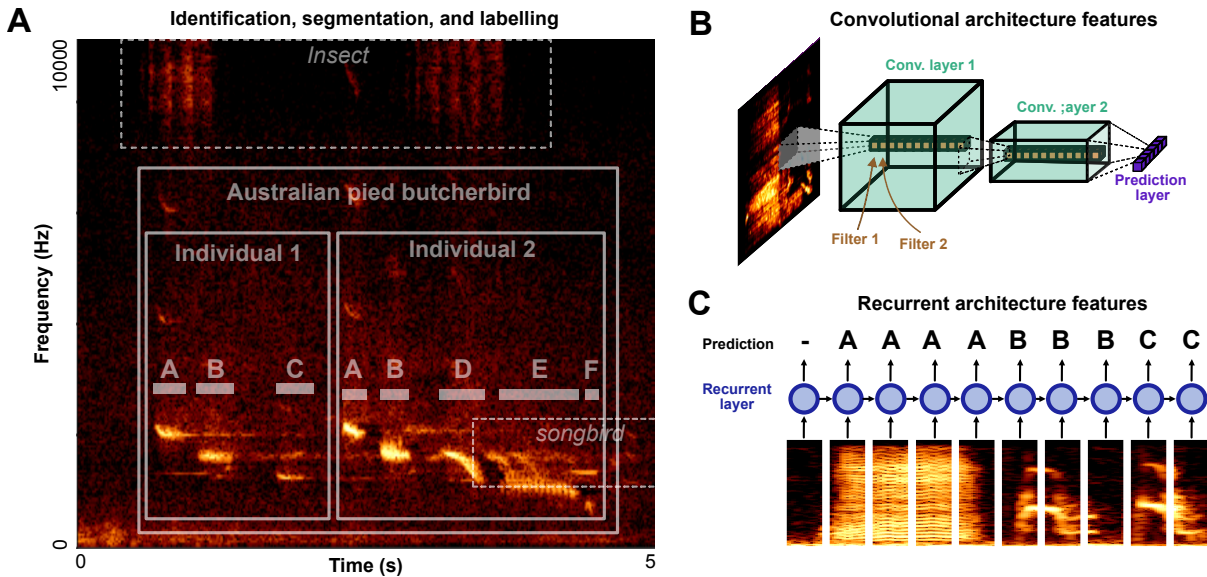 A
Identification, segmentation, and labelling
10000
Frequency (Hz)
0
Insect
Australian pied butcherbird
Individual 1
Individual 2
A B C
A B D E F
songbird
0
Time (s)
5
B
Convolutional architecture features
Conv. layer 1
Conv. ;ayer 2
Prediction
layer
Filter 1
Filter 2
C
Recurrent architecture features
Prediction
- A A A A B B B C C
Recurrent
layer